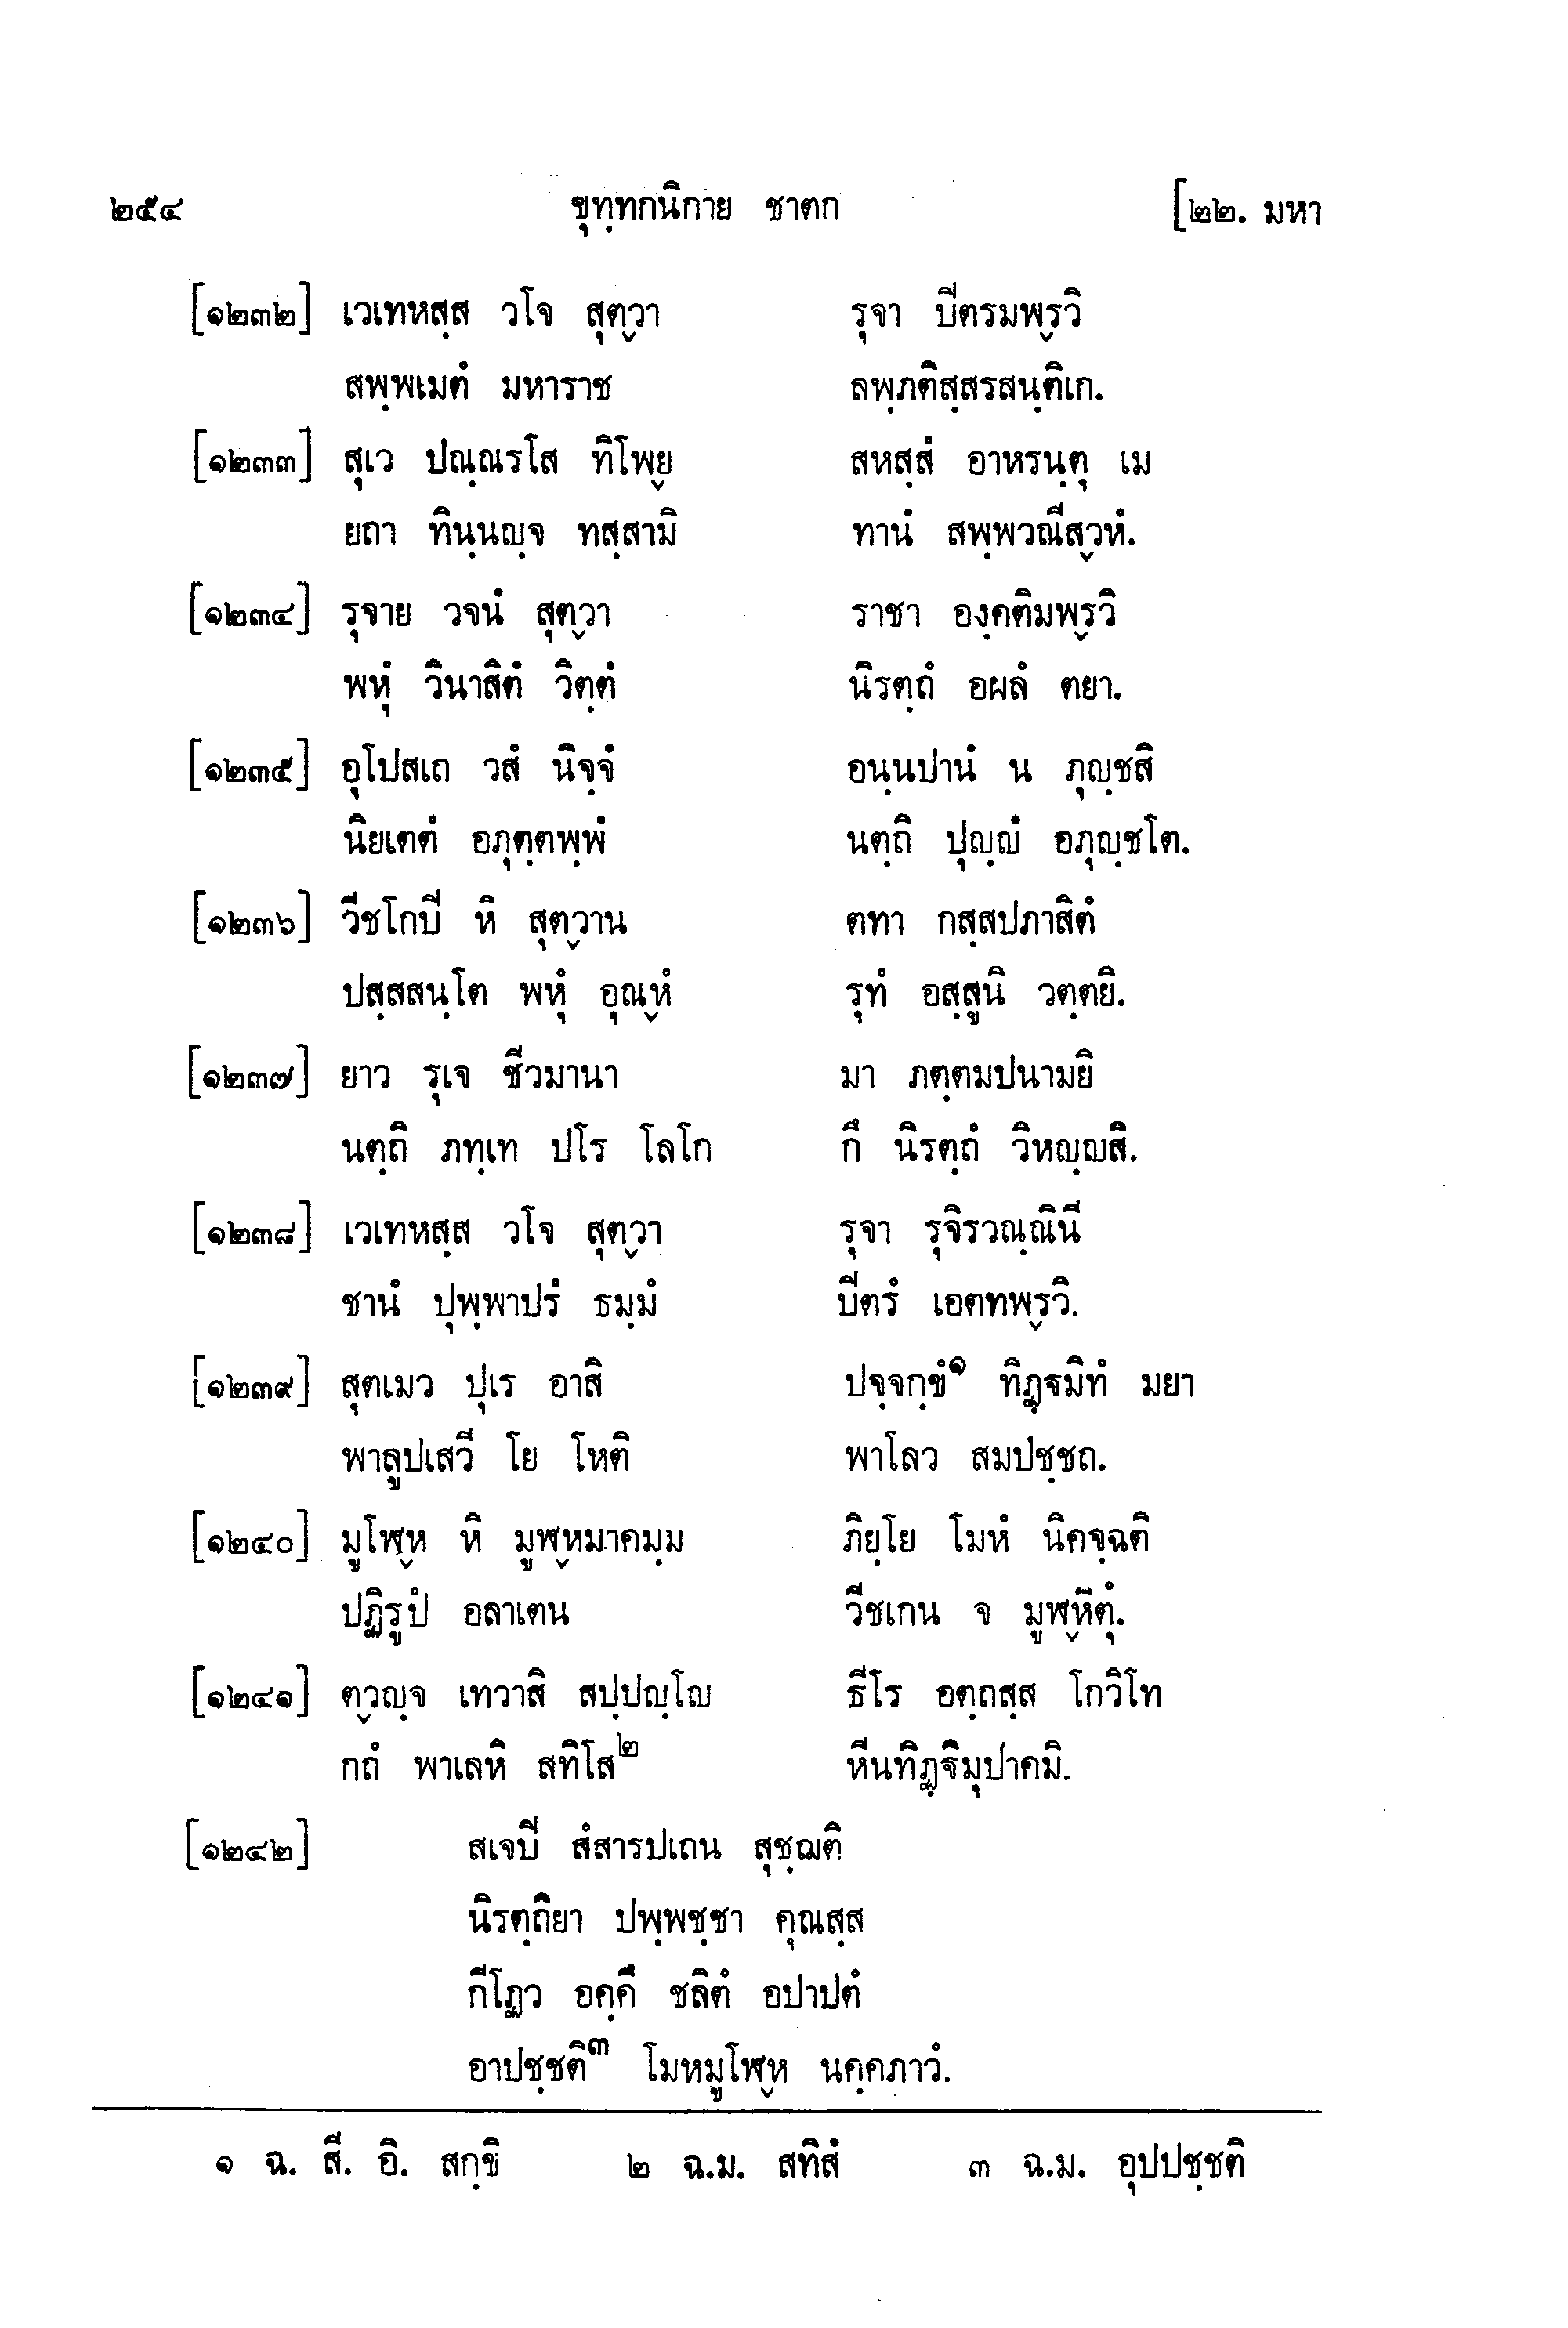 ๒๕๔ ขุทฺทกนิกาย ชาตก [๒๒. มหา
[๑๒๓๒] เวเทหสฺส วโจ สุตฺวา รุจา ปีตรมพฺรูวิ
สพฺพเมตํ มหาราช ลพฺภติสฺสรสนฺติเก.
[๑๒๓๓] สุเว ปณฺณรโส ทิโพฺย สหสฺสํ อาหรนฺตุ เม
ยถา ทินฺนญฺจ ทสฺสามิ ทานํ สพฺพวณีสฺวหํ.
[๑๒๓๔] รุจาย วจนํ สุตฺวา ราชา องฺคติมพฺรวิ
พหุํ วินาสิตํ วิตฺตํ นิรตฺถํ อผลํ ตยา.
[๑๒๓๕] อุโปสเถ วสํ นิจฺจํ อนฺนปานํ น ภุญฺชสิ
นิยเตตํ อภุตฺตพฺพํ นตฺถิ ปุญฺญํ อภุญฺชโต.
[๑๒๓๖] วีชโกปี หิ สุตฺวาน ตทา กสฺสปภาสิตํ
ปสฺสสนฺโต พหุํ อุณฺหํ รุทํ อสฺสูนิ วตฺตยิ.
[๑๒๓๗] ยาว รุเจ ชีวมานา มา ภตฺตมปนามยิ
นตฺถิ ภทฺเท ปโร โลโก กึ นิรตฺถํ วิหญฺญสิ.
[๑๒๓๘] เวเทหสฺส วโจ สุตฺวา รุจา รุจิรวณฺณินี
ชานํ ปุพฺพาปรํ ธมฺมํ ปีตรํ เอตทพฺรวิ.
[๑๒๓๙] สุตเมว ปุเร อาสิ ปจฺจกฺขํ๑ ทิฏฺฐมิทํ มยา
พาลูปเสวี โย โหติ พาโลว สมปชฺชถ.
[๑๒๔๐] มูโฬฺห หิ มูฬฺหมาคมฺม ภิยฺโย โมหํ นิคจฺฉติ
ปฏิรูปํ อลาเตน วีชเกน จ มูฬฺหิตุํ.
[๑๒๔๑] ตฺวญฺจ เทวาสิ สปฺปญฺโญ ธีโร อตฺถสฺส โกวิโท
กถํ พาเลหิ สทิโส๒ หีนทิฏฺฐิมุปาคมิ.
[๑๒๔๒] สเจปี สํสารปเถน สุชฺฌติ
นิรตฺถิยา ปพฺพชฺชา คุณสฺส
กีโฏว อคฺคึ ชลิตํ อปาปตํ
อาปชฺชติ๓ โมหมูโฬฺห นคฺคภาวํ.
๑ ฉ. สี. อิ. สกฺขิ ๒ ฉ.ม. สทิสํ ๓ ฉ.ม. อุปปชฺชติ